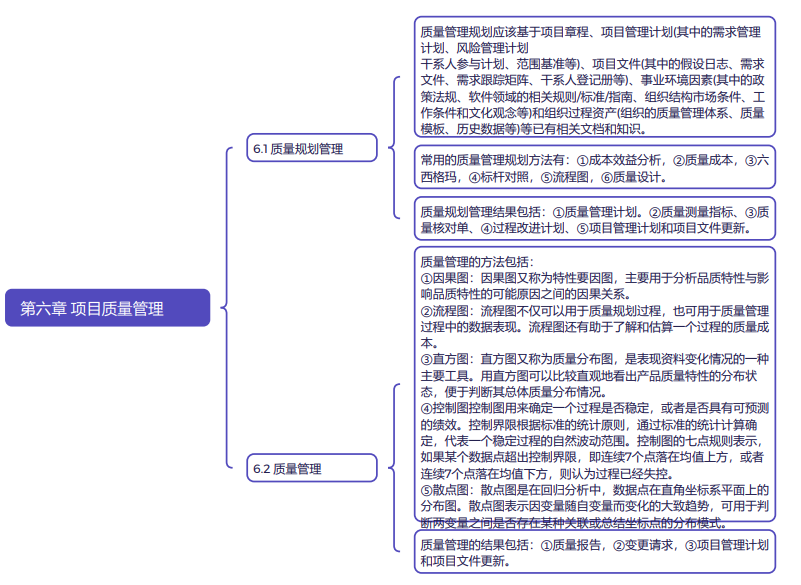 质量管理规划应该基于项目章程、项目管理计划(其中的需求管理
计划、风险管理计划
干系人参与计划、范围基准等)、项目文件(其中的假设日志、需求
文件、需求跟踪矩阵、干系人登记册等)、事业环境因素(其中的政
策法规、软件领域的相关规则/标准/指南、组织结构市场条件、工
作条件和文化观念等)和组织过程资产(组织的质量管理体系、质量
模板、历史数据等)等已有相关文档和知识。
6.1 质量规划管理
常用的质量管理规划方法有：①成本效益分析，②质量成本，③六
西格玛，④标杆对照，⑤流程图，⑥质量设计。
质量规划管理结果包括：①质量管理计划。②质量测量指标、③质
量核对单、④过程改进计划、⑤项目管理计划和项目文件更新。
第六章 项目质量管理
质量管理的方法包括：
①因果图：因果图又称为特性要因图，主要用于分析品质特性与影
响品质特性的可能原因之间的因果关系。
②流程图：流程图不仅可以用于质量规划过程，也可用于质量管理
过程中的数据表现。流程图还有助于了解和估算一个过程的质量成
本。
③直方图：直方图又称为质量分布图，是表现资料变化情况的一种
主要工具。用直方图可以比较直观地看出产品质量特性的分布状
态，便于判断其总体质量分布情况。
④控制图控制图用来确定一个过程是否稳定，或者是否具有可预测
的绩效。控制界限根据标准的统计原则，通过标准的统计计算确
定，代表一个稳定过程的自然波动范围。控制图的七点规则表示，
如果某个数据点超出控制界限，即连续7个点落在均值上方，或者
连续7个点落在均值下方，则认为过程已经失控。
⑤散点图：散点图是在回归分析中，数据点在直角坐标系平面上的
分布图。散点图表示因变量随自变量而变化的大致趋势，可用于判
断两变量之间是否存在某种关联或总结坐标点的分布模式。
6.2 质量管理
质量管理的结果包括：①质量报告，②变更请求，③项目管理计划
和项目文件更新。